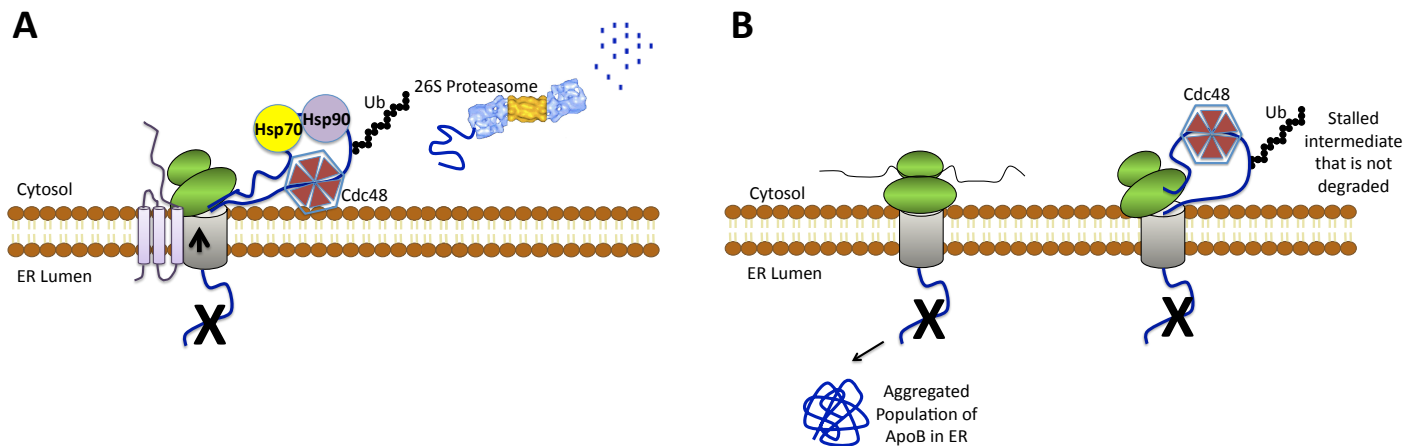 A
26S Proteasome
Ub
Hsp70
Hsp90
Cytosol
Cdc48
ER Lumen
X
B
Cdc48
Ub
Stalled
intermediate
that is not
degraded
Cytosol
ER Lumen
X
X
Aggregated
Population of
ApoB in ER